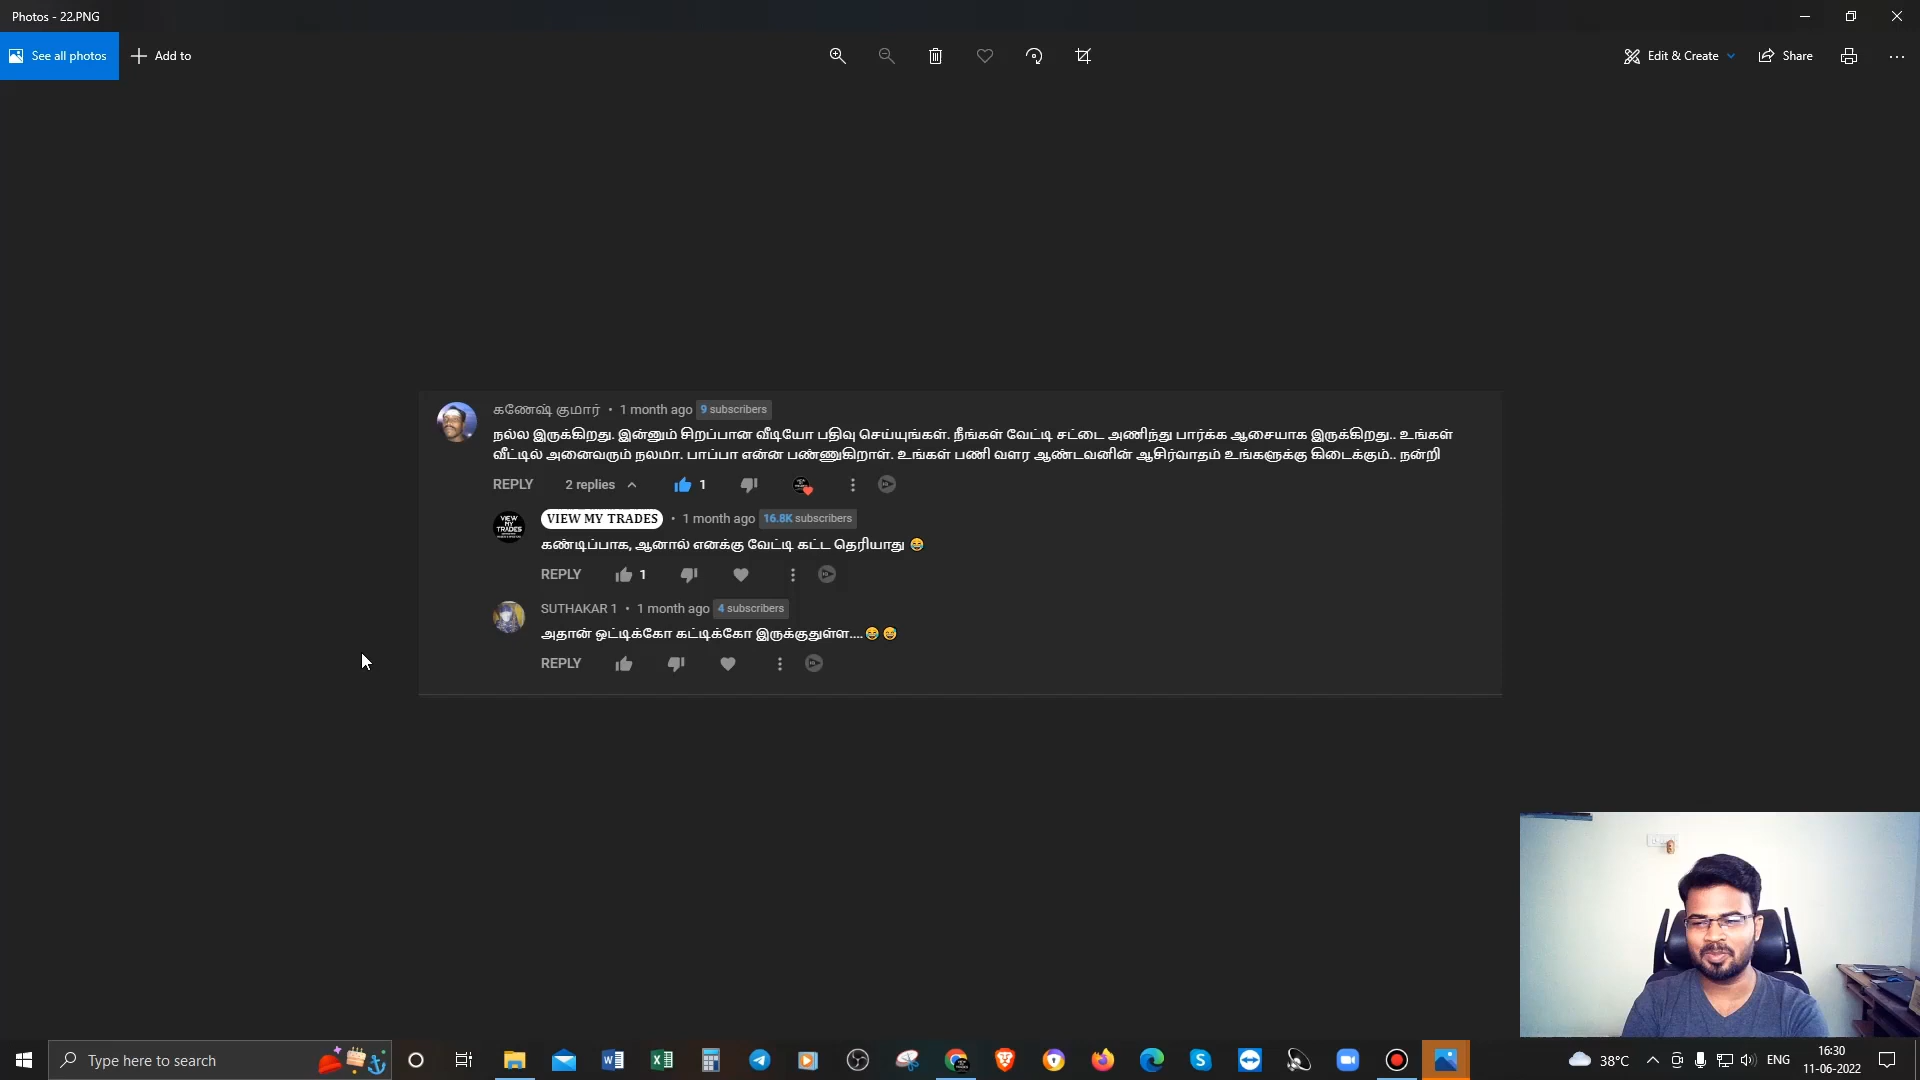 Photos - 22.PNG
See all photos
Add to
Edit & Create
Share
கணேஷ் குமார் • 1 month ago 9 subscribers
நல்ல இருக்கிறது. இன்னும் சிறப்பான வீடியோ பதிவு செய்யுங்கள். நீங்கள் வேட்டி சட்டை அணிந்து பார்க்க ஆசையாக இருக்கிறது.. உங்கள்
வீட்டில் அனைவரும் நலமா. பாப்பா என்ன பண்ணுகிறாள். உங்கள் பணி வளர ஆண்டவனின் ஆசிர்வாதம் உங்களுக்கு கிடைக்கும்.. நன்றி
REPLY 2 replies 1
VIEW MY TRADES
VIEW MY TRADES • 1 month ago 16.8K subscribers
கண்டிப்பாக, ஆனால் எனக்கு வேட்டி கட்ட தெரியாது 😂
REPLY 1
SUTHAKAR 1 • 1 month ago 4 subscribers
அதான் ஒட்டிக்கோ கட்டிக்கோ இருக்குதுள்ள....😂😅
REPLY
Type here to search
38°C
ENG
16:30
11-06-2022